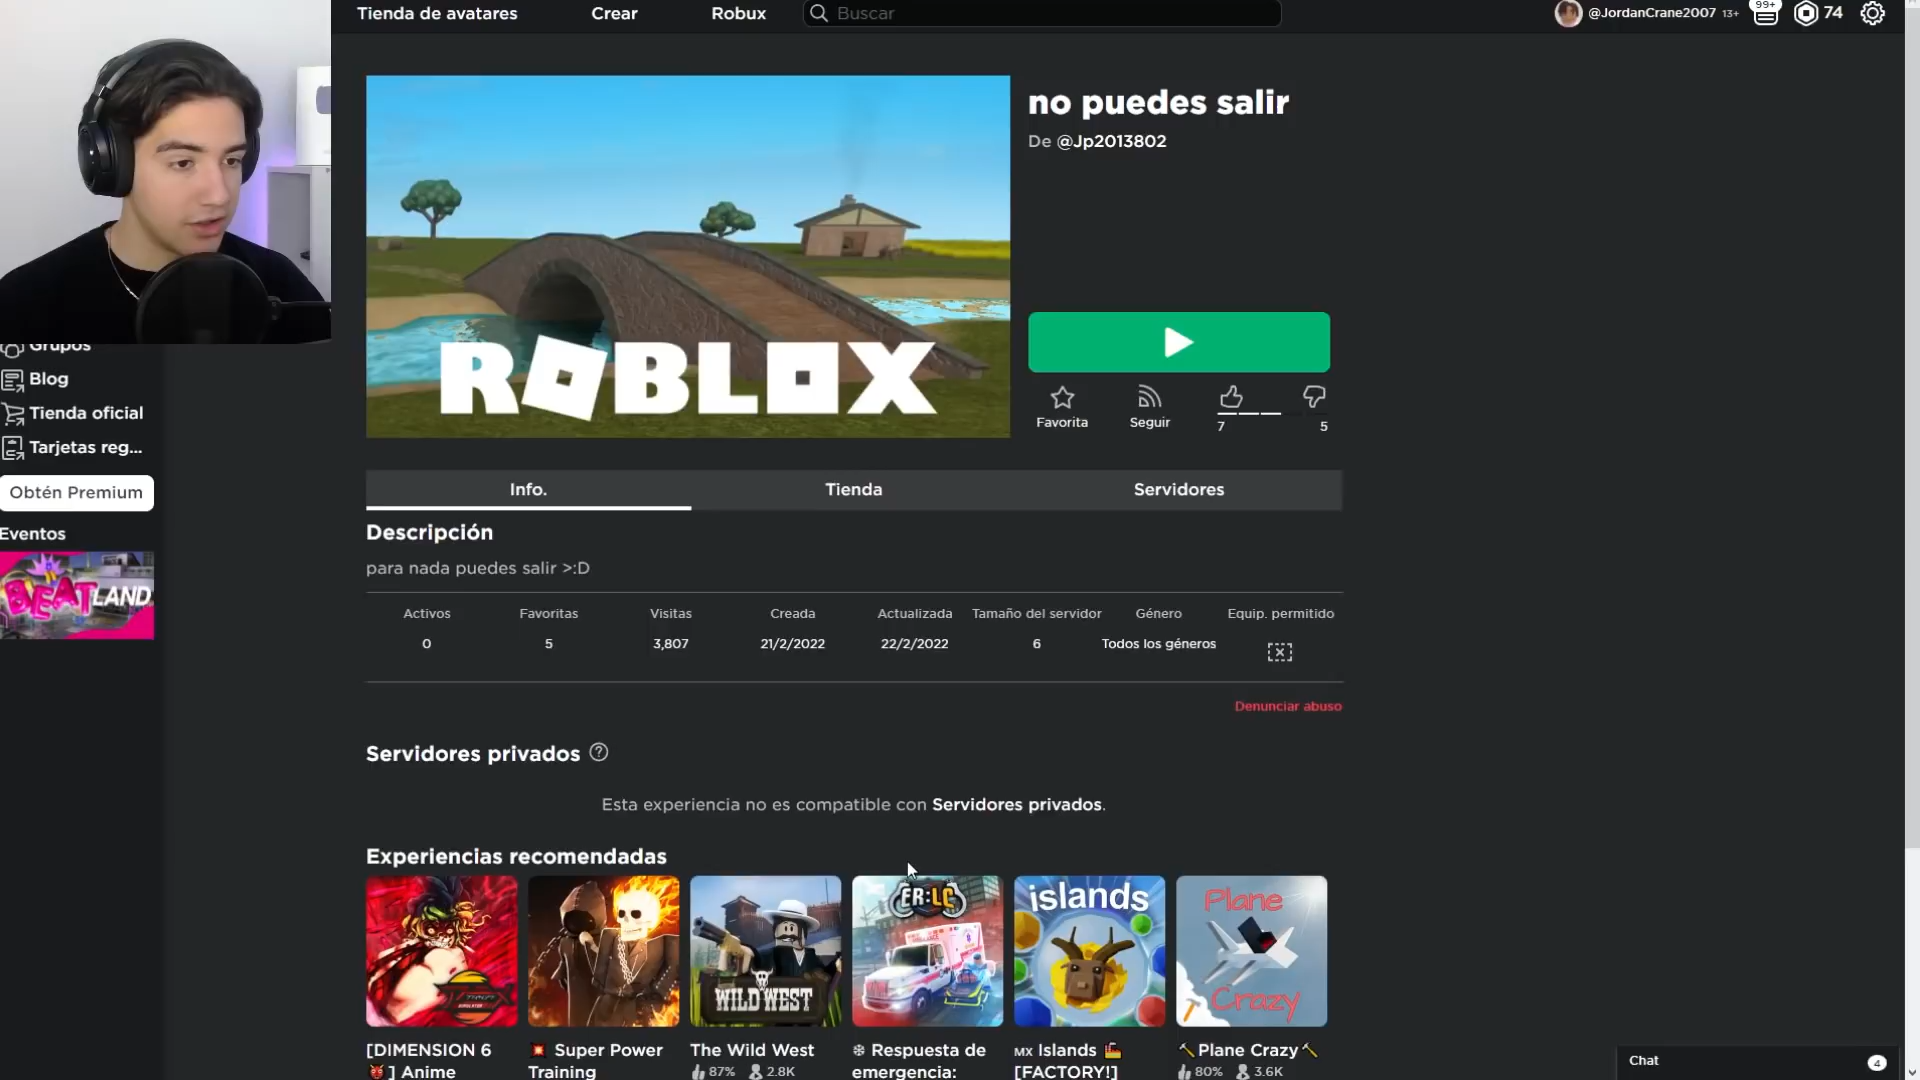 Tienda de avatares
Crear
Robux
Buscar
@JordanCrane2007 13+
99+
74
no puedes salir
De @Jp2013802
ROBLOX
Favorita
Seguir
7
5
Grupos
Blog
Tienda oficial
Tarjetas reg...
Obtén Premium
Eventos
BEATLAND
Info.
Tienda
Servidores
Descripción
para nada puedes salir >:D
Activos
Favoritas
Visitas
Creada
Actualizada
Tamaño del servidor
Género
Equip. permitido
0
5
3,807
21/2/2022
22/2/2022
6
Todos los géneros
Denunciar abuso
Servidores privados ?
Esta experiencia no es compatible con Servidores privados.
Experiencias recomendadas
WILD WEST
ER:LC
islands
Plane
Crazy
[DIMENSION 6
👹] Anime
💥 Super Power
Training
The Wild West
87% 2.8K
❄ Respuesta de
emergencia:
MX Islands 🏭
[FACTORY!]
🔨Plane Crazy🔨
80% 3.6K
Chat
4